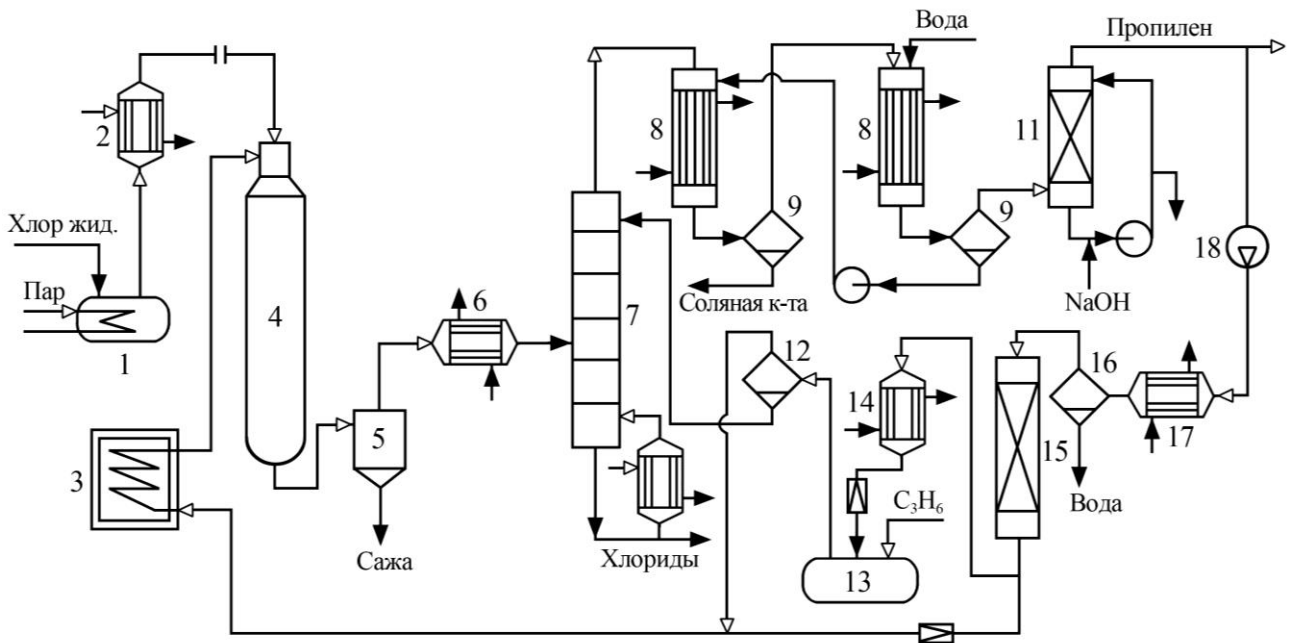 Вода
Пропилен
2
8
8
11
9
9
18
Хлор жид.
Пар
1
4
6
7
Соляная к-та
NaOH
12
16
14
17
3
5
15
C₃H₆
Вода
Сажа
Хлориды
13